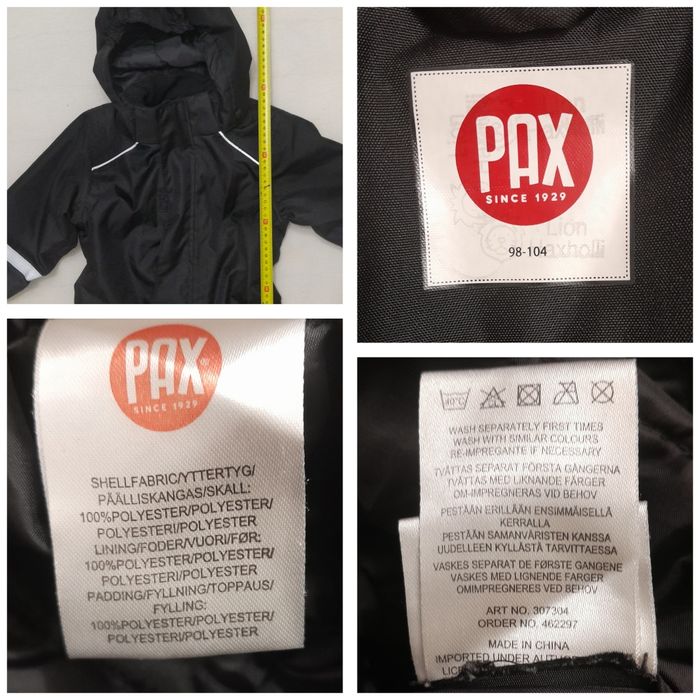 PAX
SINCE 1929
98-104
PAX
SINCE 1929
SHELLFABRIC/YTTERTYG/
PÄÄLLISKANGAS/SKALL:
100%POLYESTER/POLYESTER/
POLYESTERI/POLYESTER
LINING/FODER/VUORI/FØR:
100%POLYESTER/POLYESTER/
POLYESTERI/POLYESTER
PADDING/FYLLNING/TOPPAUS/
FYLLING:
100%POLYESTER/POLYESTER/
POLYESTERI/POLYESTER
40°C
WASH SEPARATELY FIRST TIMES
WASH WITH SIMILAR COLOURS
RE-IMPREGANTE IF NECESSARY
TVÄTTAS SEPARAT FÖRSTA GÅNGERNA
TVÄTTAS MED LIKNANDE FÄRGER
OM-IMPREGNERAS VID BEHOV
PESTÄÄN ERILLÄÄN ENSIMMÄISELLÄ
KERRALLA
PESTÄÄN SAMANVÄRISTEN KANSSA
UUDELLEEN KYLLÄSTÄ TARVITTAESSA
VASKES SEPARAT DE FØRSTE GANGENE
VASKES MED LIGNENDE FARGER
OMIMPREGNERES VED BEHOV
ART NO. 307304
ORDER NO. 462297
MADE IN CHINA
IMPORTED UNDER